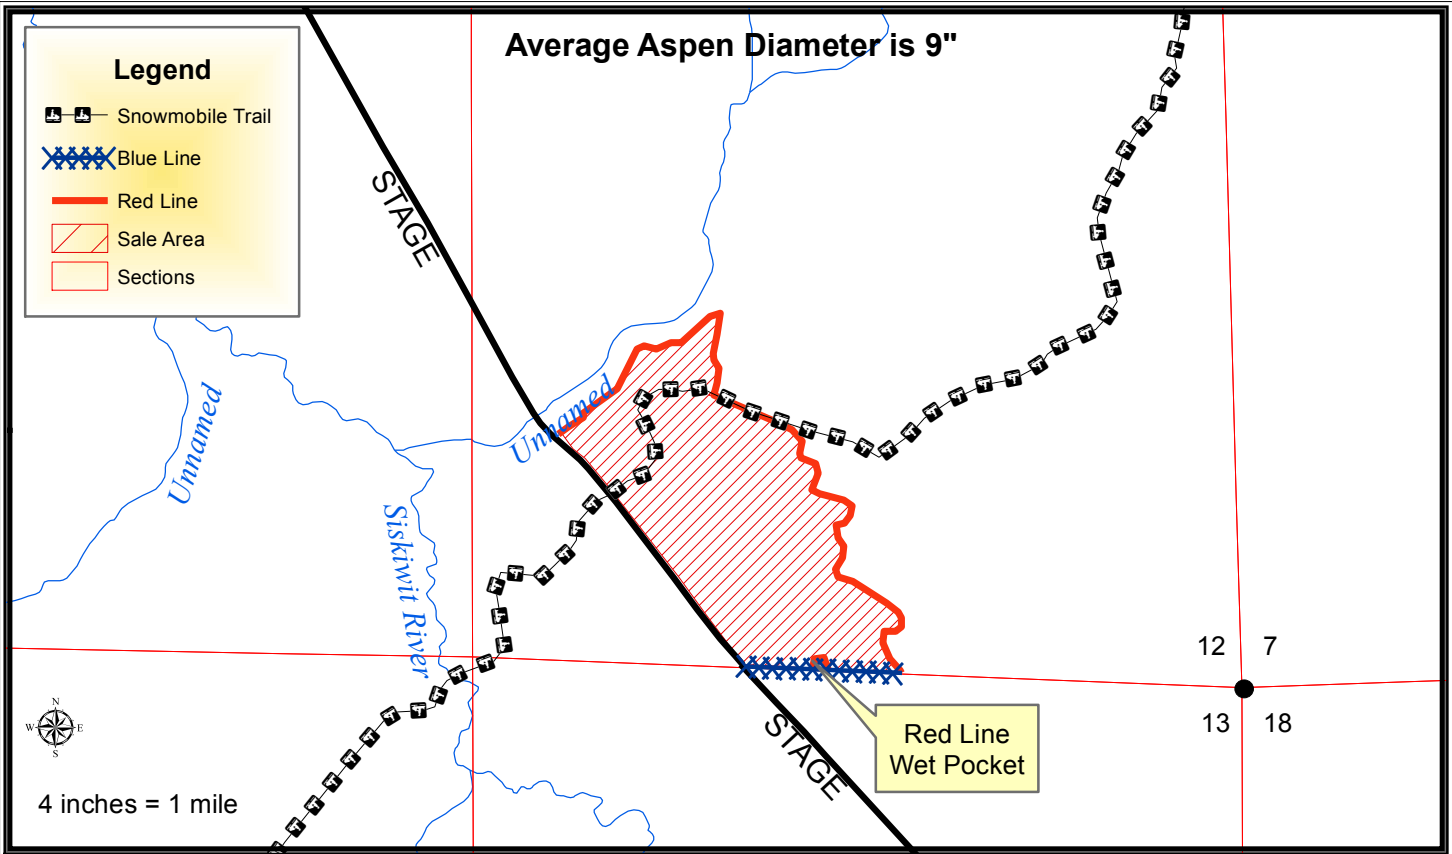 Average Aspen Diameter is 9"
Legend
Snowmobile Trail
Blue Line
Red Line
Sale Area
Sections
STAGE
Unnamed
Unnamed
Siskiwit River
12 7
13 18
STAGE
Red Line
Wet Pocket
N
W E
S
4 inches = 1 mile